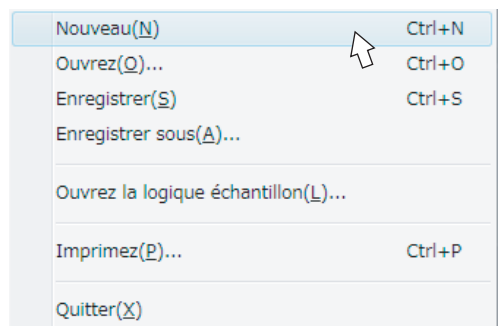 Nouveau(N) Ctrl+N
Ouvrez(O)... Ctrl+O
Enregistrer(S) Ctrl+S
Enregistrer sous(A)...
Ouvrez la logique échantillon(L)...
Imprimez(P)... Ctrl+P
Quitter(X)